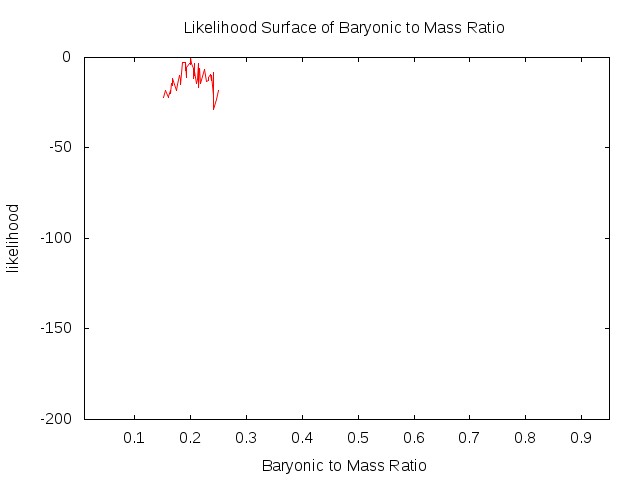 Likelihood Surface of Baryonic to Mass Ratio
0
-50
-100
-150
-200
likelihood
0.1 0.2 0.3 0.4 0.5 0.6 0.7 0.8 0.9
Baryonic to Mass Ratio